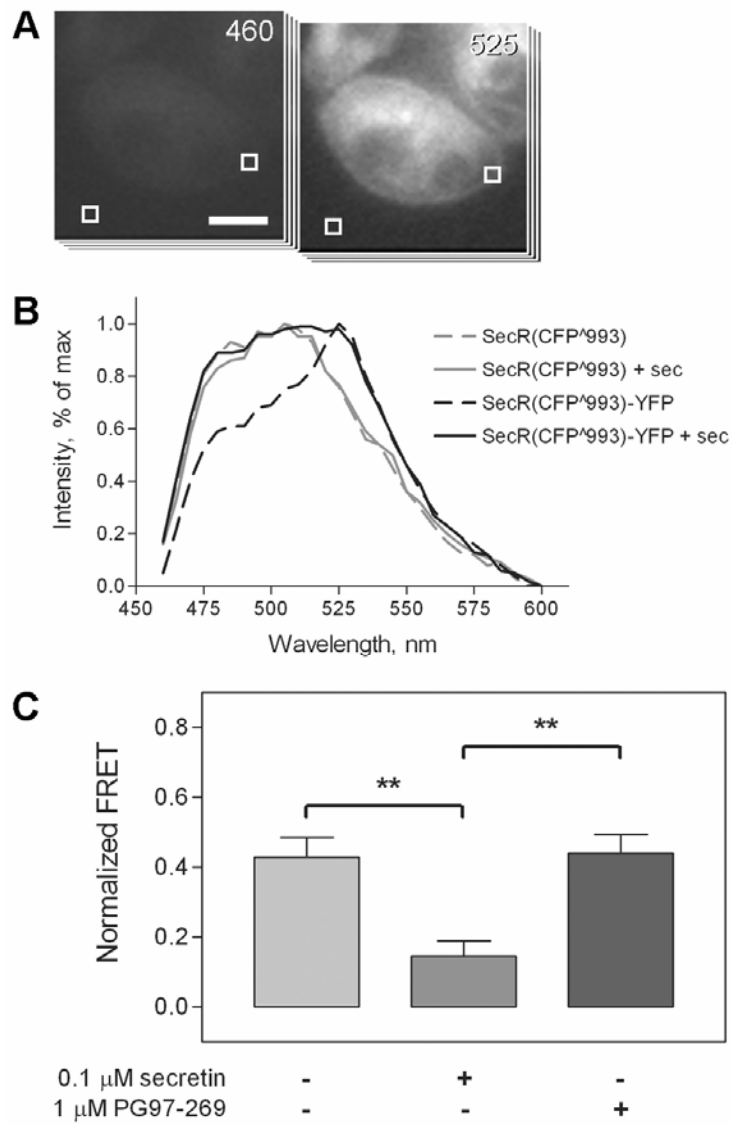 A
460
525
B
1.0
0.8
0.6
0.4
0.2
0.0
450 475 500 525 550 575 600
Intensity, % of max
Wavelength, nm
SecR(CFP^993)
SecR(CFP^993) + sec
SecR(CFP^993)-YFP
SecR(CFP^993)-YFP + sec
C
0.8
0.6
0.4
0.2
0.0
Normalized FRET
**
**
0.1 μM secretin - + -
1 μM PG97-269 - - +